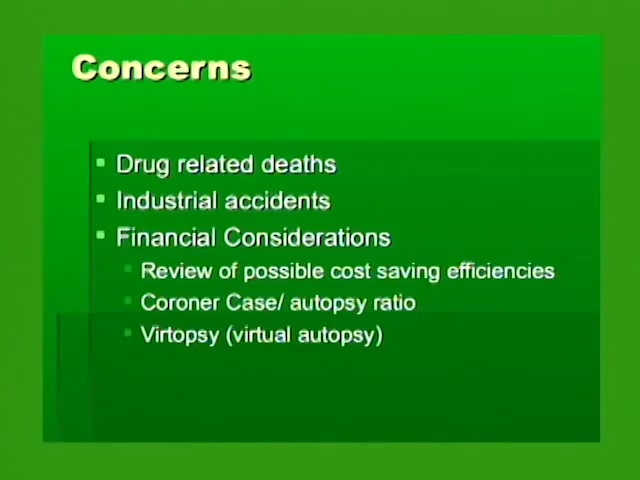 Concerns
Drug related deaths
Industrial accidents
Financial Considerations
Review of possible cost saving efficiencies
Coroner Case/ autopsy ratio
Virtopsy (virtual autopsy)